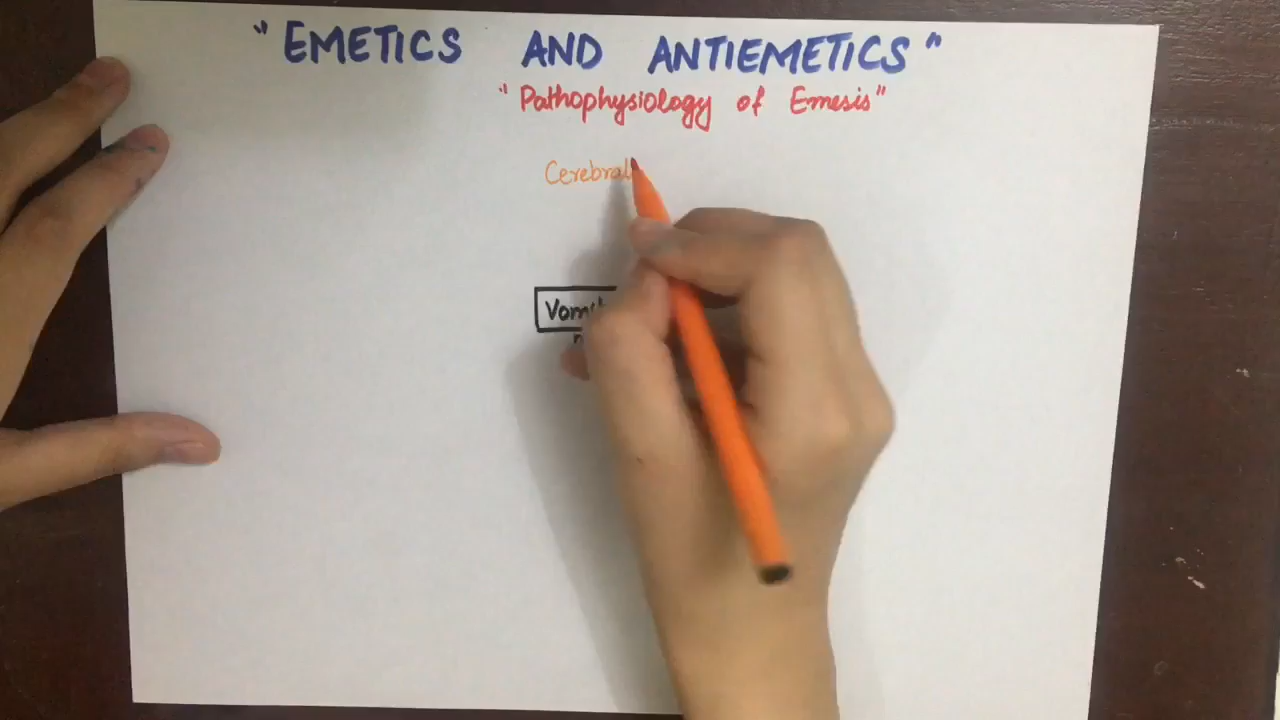 "EMETICS AND ANTIEMETICS"
"Pathophysiology of Emesis"
Cerebral